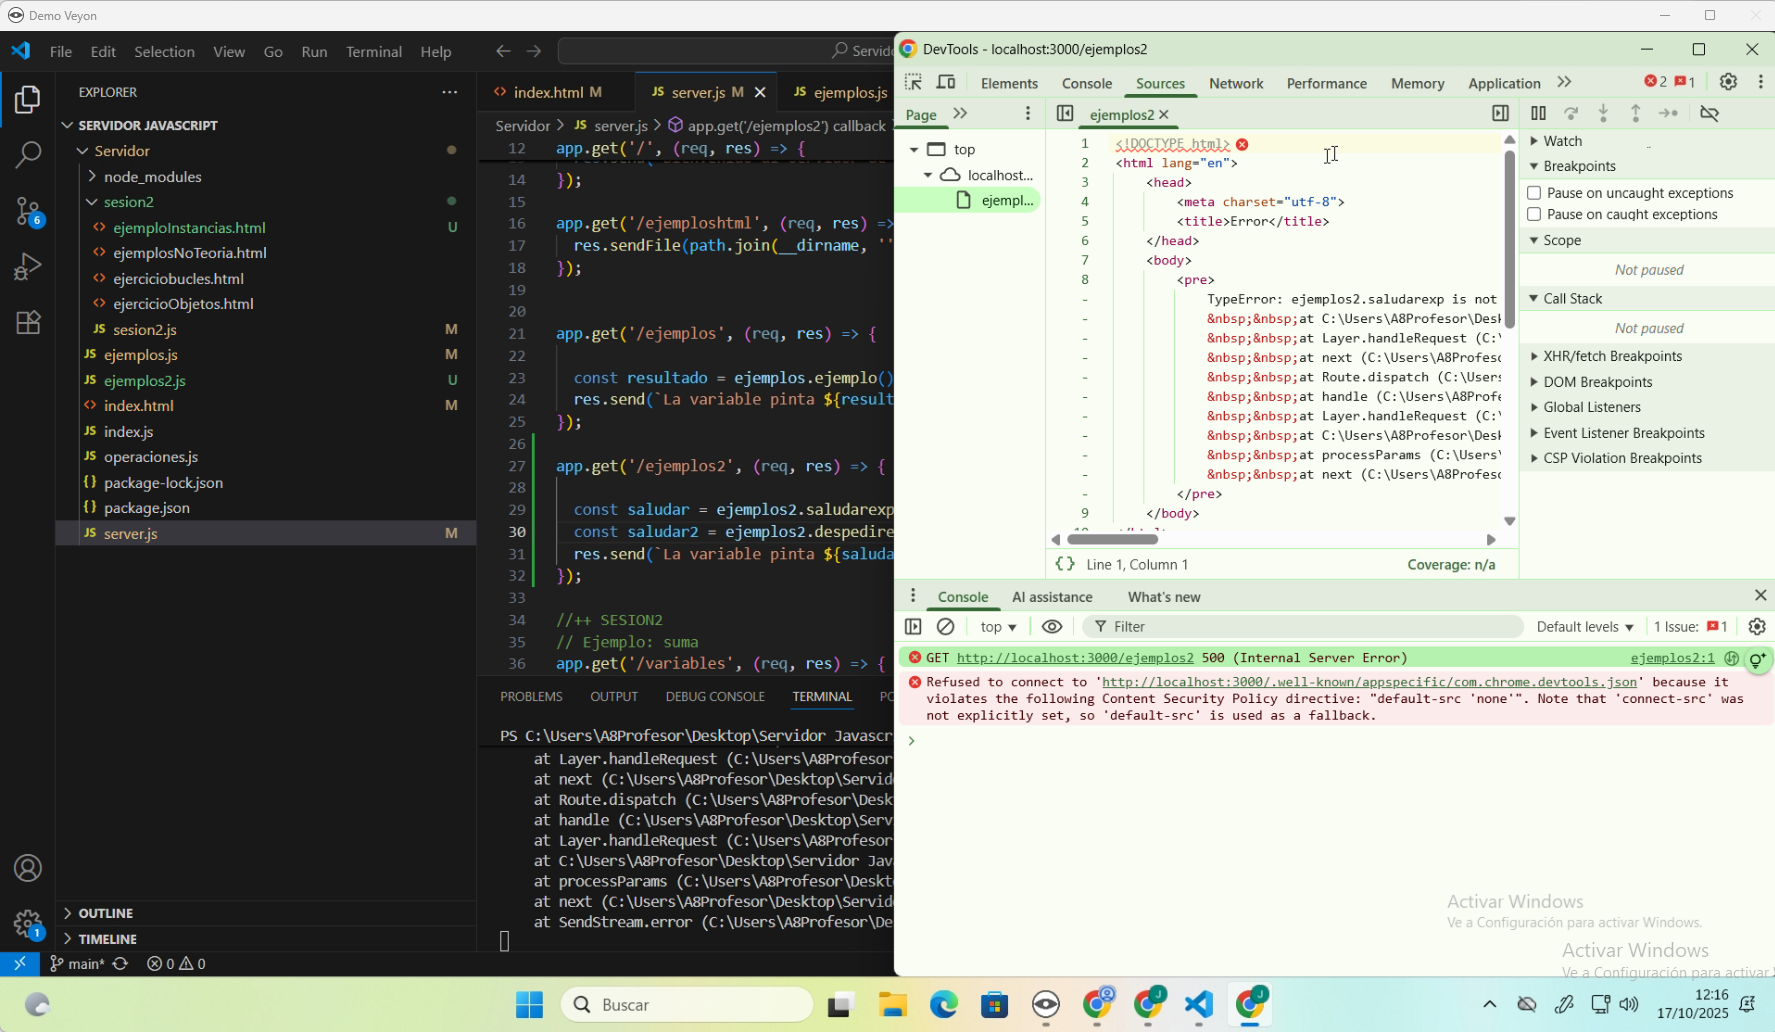 Demo Veyon
File Edit Selection View Go Run Terminal Help
EXPLORER
SERVIDOR JAVASCRIPT
Servidor
node_modules
sesion2
<> ejemploInstancias.html U
<> ejemplosNoTeoria.html
<> ejerciciobucles.html
<> ejercicioObjetos.html
JS sesion2.js M
JS ejemplos.js M
JS ejemplos2.js U
<> index.html M
JS index.js
JS operaciones.js
{} package-lock.json
{} package.json
JS server.js M
OUTLINE
TIMELINE
6
1
main* 0 0
<> index.html M JS server.js M JS ejemplos.js
Servidor > JS server.js > app.get('/ejemplos2') callback
12 app.get('/', (req, res) => {
14 });
15
16 app.get('/ejemploshtml', (req, res) =>
17 res.sendFile(path.join(__dirname, ''
18 });
19
20
21 app.get('/ejemplos', (req, res) => {
22
23 const resultado = ejemplos.ejemplo()
24 res.send(`La variable pinta ${result
25 });
26
27 app.get('/ejemplos2', (req, res) => {
28
29 const saludar = ejemplos2.saludarexp
30 const saludar2 = ejemplos2.despedire
31 res.send(`La variable pinta ${saluda
32 });
33
34 //++ SESION2
35 // Ejemplo: suma
36 app.get('/variables', (req, res) => {
PROBLEMS OUTPUT DEBUG CONSOLE TERMINAL PO
PS C:\Users\A8Profesor\Desktop\Servidor Javascr
at Layer.handleRequest (C:\Users\A8Profesor
at next (C:\Users\A8Profesor\Desktop\Servid
at Route.dispatch (C:\Users\A8Profesor\Desk
at handle (C:\Users\A8Profesor\Desktop\Serv
at Layer.handleRequest (C:\Users\A8Profesor
at C:\Users\A8Profesor\Desktop\Servidor Jav
at processParams (C:\Users\A8Profesor\Deskt
at next (C:\Users\A8Profesor\Desktop\Servid
at SendStream.error (C:\Users\A8Profesor\De
DevTools - localhost:3000/ejemplos2
Elements Console Sources Network Performance Memory Application 2 1
Page
ejemplos2
top
localhost...
ejempl...
1 <!DOCTYPE html>
2 <html lang="en">
3 <head>
4 <meta charset="utf-8">
5 <title>Error</title>
6 </head>
7 <body>
8 <pre>
- TypeError: ejemplos2.saludarexp is not
- &nbsp;&nbsp;at C:\Users\A8Profesor\Desk
- &nbsp;&nbsp;at Layer.handleRequest (C:\
- &nbsp;&nbsp;at next (C:\Users\A8Profeso
- &nbsp;&nbsp;at Route.dispatch (C:\Users
- &nbsp;&nbsp;at handle (C:\Users\A8Profe
- &nbsp;&nbsp;at Layer.handleRequest (C:\
- &nbsp;&nbsp;at C:\Users\A8Profesor\Desk
- &nbsp;&nbsp;at processParams (C:\Users\
- &nbsp;&nbsp;at next (C:\Users\A8Profeso
- </pre>
9 </body>
{} Line 1, Column 1 Coverage: n/a
Watch
Breakpoints
Pause on uncaught exceptions
Pause on caught exceptions
Scope
Not paused
Call Stack
Not paused
XHR/fetch Breakpoints
DOM Breakpoints
Global Listeners
Event Listener Breakpoints
CSP Violation Breakpoints
Console AI assistance What's new
top Filter Default levels 1 Issue: 1
GET http://localhost:3000/ejemplos2 500 (Internal Server Error) ejemplos2:1
Refused to connect to 'http://localhost:3000/.well-known/appspecific/com.chrome.devtools.json' because it
violates the following Content Security Policy directive: "default-src 'none'". Note that 'connect-src' was
not explicitly set, so 'default-src' is used as a fallback.
Activar Windows
Ve a Configuración para activar Windows.
Activar Windows
Ve a Configuración para activar
Buscar
12:16
17/10/2025